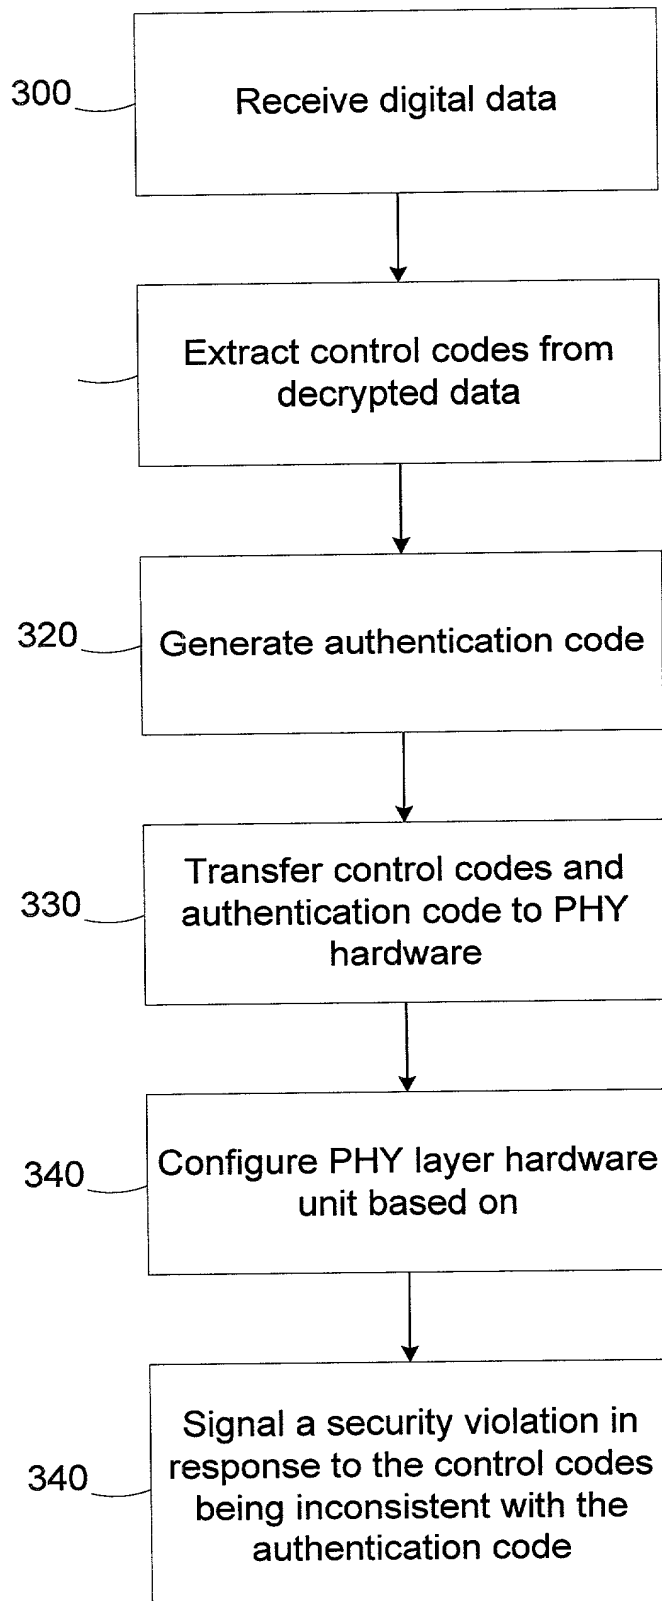 300
Receive digital data
Extract control codes from
decrypted data
320
Generate authentication code
330
Transfer control codes and
authentication code to PHY
hardware
340
Configure PHY layer hardware
unit based on
340
Signal a security violation in
response to the control codes
being inconsistent with the
authentication code